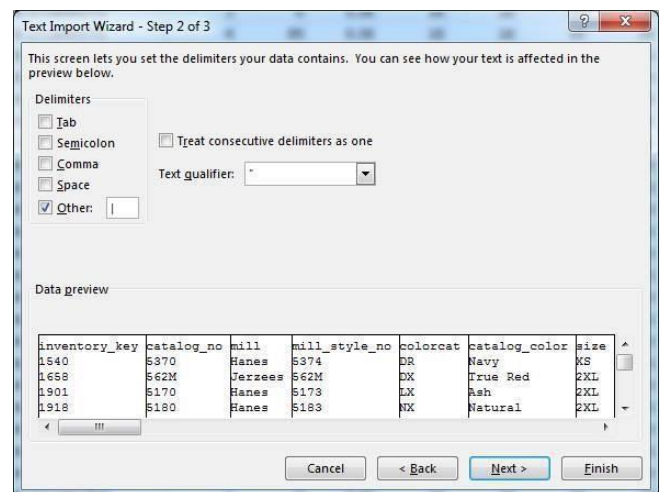 Text Import Wizard - Step 2 of 3
This screen lets you set the delimiters your data contains. You can see how your text is affected in the
preview below.
Delimiters
Tab
Semicolon
Comma
Space
Other: |
Treat consecutive delimiters as one
Text qualifier: "
Data preview
inventory_key catalog_no mill mill_style_no colorcat catalog_color size
1540 5370 Hanes 5374 DR Navy XS
1658 562M Jerzees 562M DX True Red 2XL
1901 5170 Hanes 5173 LX Ash 2XL
1918 5180 Hanes 5183 NX Natural 2XL
Cancel < Back Next > Finish